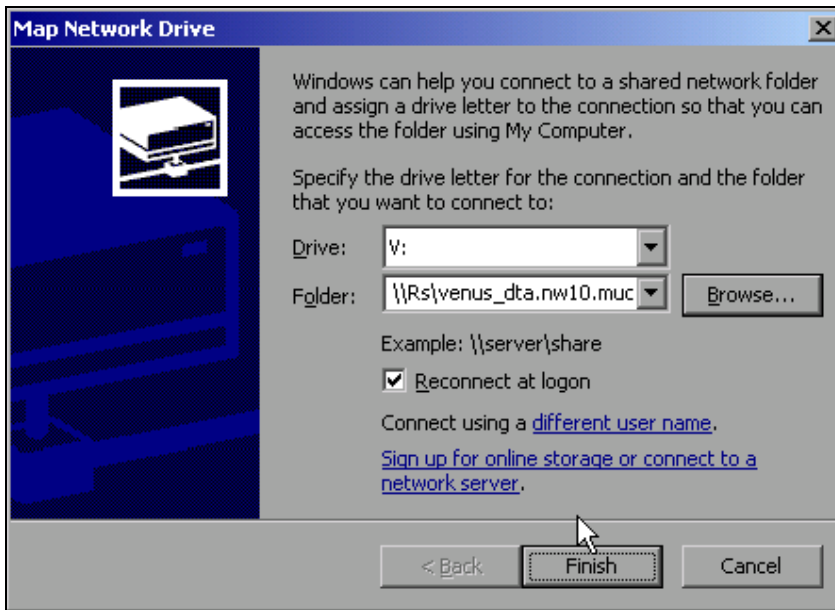 Map Network Drive
Windows can help you connect to a shared network folder
and assign a drive letter to the connection so that you can
access the folder using My Computer.
Specify the drive letter for the connection and the folder
that you want to connect to:
Drive: V:
Folder: \\Rs\venus_dta.nw10.muc Browse...
Example: \\server\share
Reconnect at logon
Connect using a different user name.
Sign up for online storage or connect to a
network server.
< Back Finish Cancel